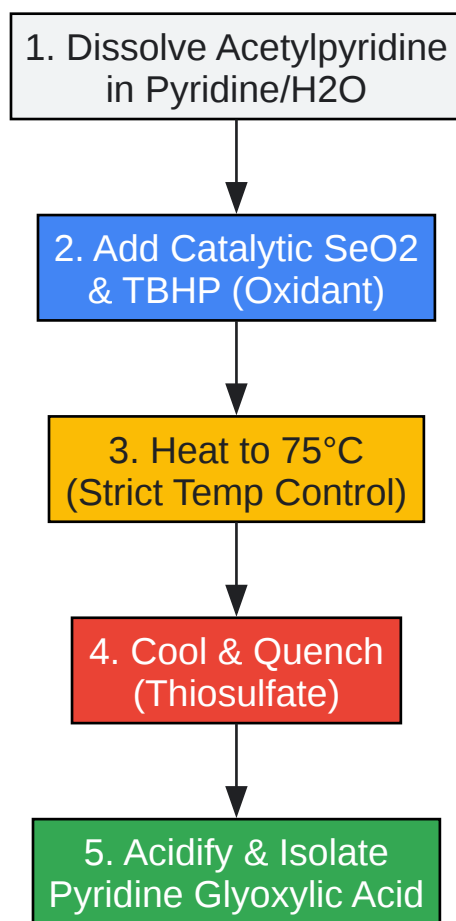 1. Dissolve Acetylpyridine
in Pyridine/H2O
2. Add Catalytic SeO2
& TBHP (Oxidant)
3. Heat to 75°C
(Strict Temp Control)
4. Cool & Quench
(Thiosulfate)
5. Acidify & Isolate
Pyridine Glyoxylic Acid